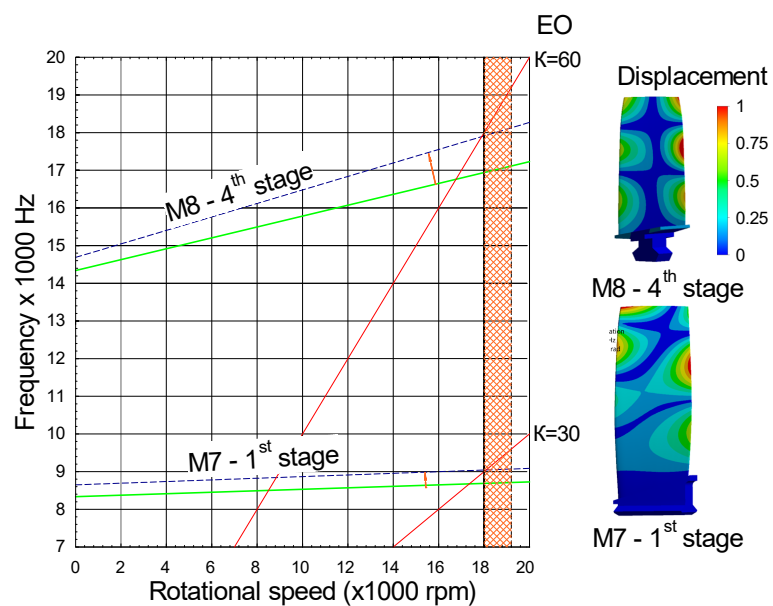 EO
K=60
20
19
18
17
16
15
14
13
12
11
10
9
8
7
Frequency x 1000 Hz
M8 - 4th stage
M7 - 1st stage
K=30
0
2
4
6
8
10
12
14
16
18
20
Rotational speed (x1000 rpm)
Displacement
1
0.75
0.5
0.25
0
M8 - 4th stage
Hz
rad
M7 - 1st stage